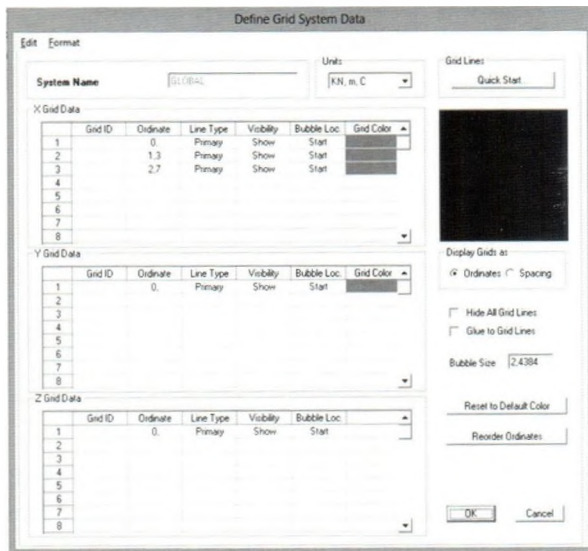 Define Grid System Data
Edit Format
System Name GLOBAL
Units
KN, m, C
Grid Lines
Quick Start...
X Grid Data
Grid ID Ordinate Line Type Visibility Bubble Loc. Grid Color
1 0, Primary Show Start
2 1,3 Primary Show Start
3 2,7 Primary Show Start
4
5
6
7
8
Y Grid Data
Grid ID Ordinate Line Type Visibility Bubble Loc. Grid Color
1 0, Primary Show Start
2
3
4
5
6
7
8
Z Grid Data
Grid ID Ordinate Line Type Visibility Bubble Loc.
1 0, Primary Show Start
2
3
4
5
6
7
8
Display Grids as
Ordinates Spacing
Hide All Grid Lines
Glue to Grid Lines
Bubble Size 2,4384
Reset to Default Color
Reorder Ordinates
OK Cancel